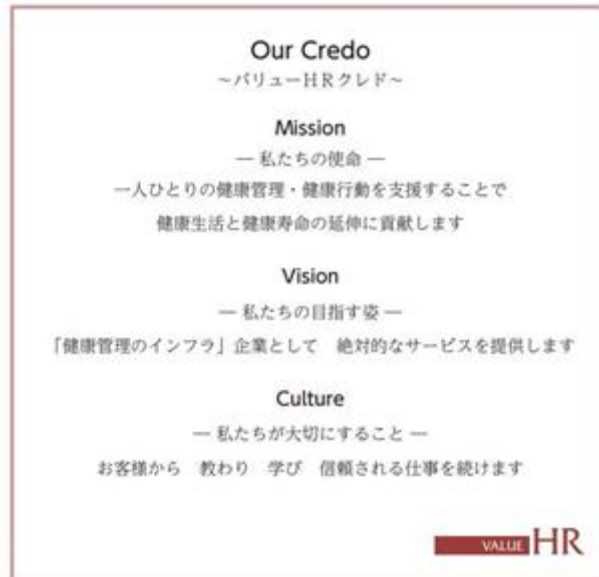 Our Credo
～バリューHRクレド～
Mission
― 私たちの使命 ―
一人ひとりの健康管理・健康行動を支援することで
健康生活と健康寿命の延伸に貢献します
Vision
― 私たちの目指す姿 ―
「健康管理のインフラ」企業として　絶対的なサービスを提供します
Culture
― 私たちが大切にすること ―
お客様から　教わり　学び　信頼される仕事を続けます
VALUE HR